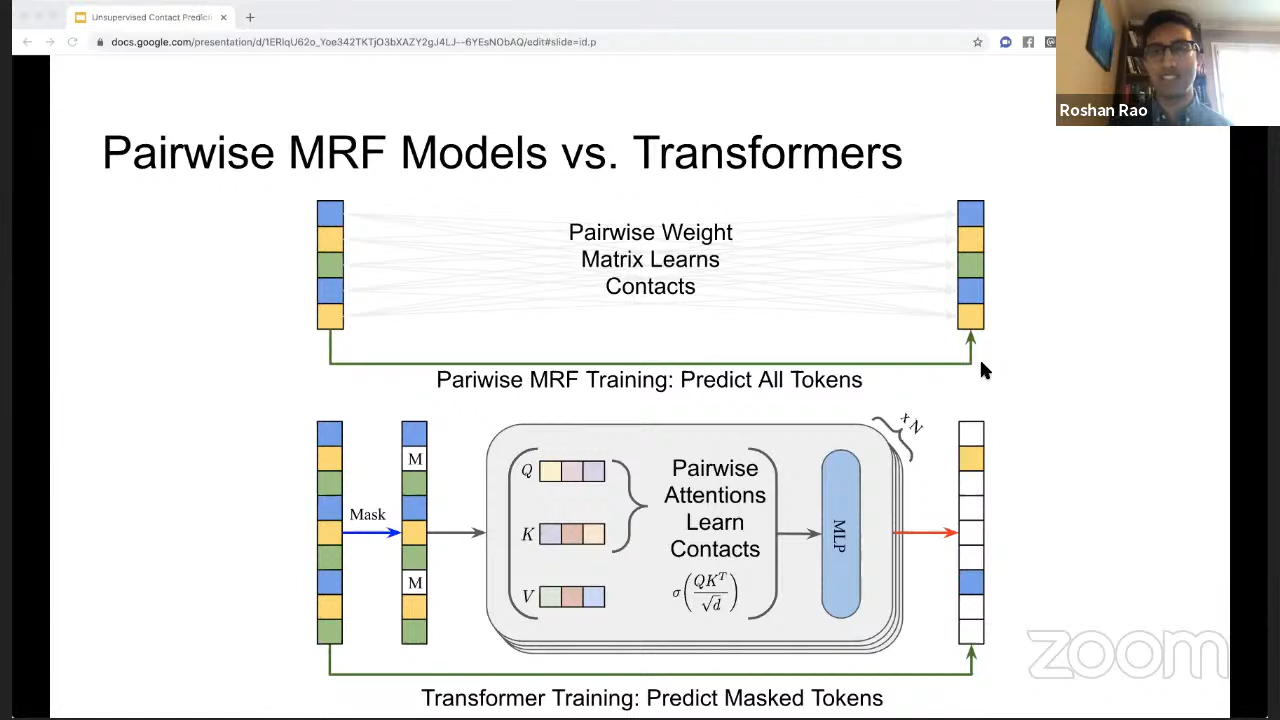 Unsupervised Contact Predicti
docs.google.com/presentation/d/1ERlqU62o_Yoe342TKTjO3bXAZY2gJ4LJ--6YEsNObAQ/edit#slide=id.p
Roshan Rao
Pairwise MRF Models vs. Transformers
Pairwise Weight
Matrix Learns
Contacts
Pariwise MRF Training: Predict All Tokens
x N
Mask
M
M
Q
K
V
Pairwise
Attentions
Learn
Contacts
σ(QK^T/√d)
MLP
Transformer Training: Predict Masked Tokens
zoom